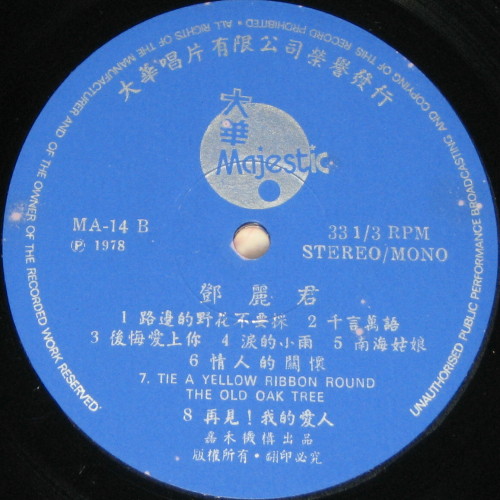 ALL RIGHTS OF THE MANUFACTURER AND OF THE OWNER OF THE RECORDED WORK RESERVED.
UNAUTHORISED PUBLIC PERFORMANCE BROADCASTING AND COPYING OF THIS RECORD PROHIBITED.
大華唱片有限公司榮譽發行
大華
Majestic
MA-14 B
℗ 1978
33 1/3 RPM
STEREO/MONO
鄧麗君
1 路邊的野花不要採 2 千言萬語
3 後悔愛上你 4 淚的小雨 5 南海姑娘
6 情人的關懷
7. TIE A YELLOW RIBBON ROUND
THE OLD OAK TREE
8 再見！我的愛人
嘉禾機構出品
版權所有・翻印必究